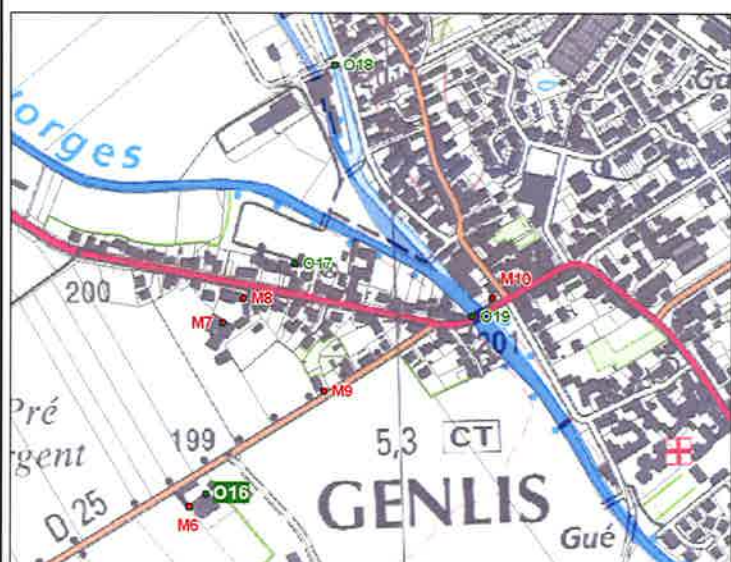 O18
orges
O17
200
M8
M10
M7
O19
201
M9
Pré
gent
199
5,3
CT
O16
M6
GENLIS
D 25
Gué